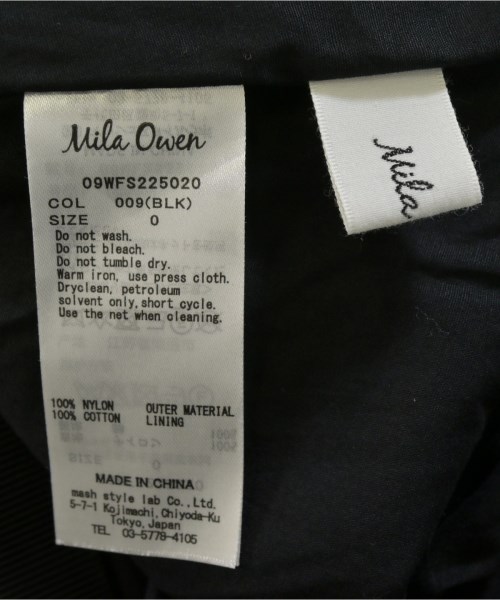 Mila Owen
09WFS225020
COL 009(BLK)
SIZE 0
Do not wash.
Do not bleach.
Do not tumble dry.
Warm iron, use press cloth.
Dryclean, petroleum
solvent only,short cycle.
Use the net when cleaning.
100% NYLON OUTER MATERIAL
100% COTTON LINING
MADE IN CHINA
mash style lab Co.,Ltd.
5-7-1 Kojimachi,Chiyoda-Ku
Tokyo,Japan
TEL 03-5778-4105
Mila